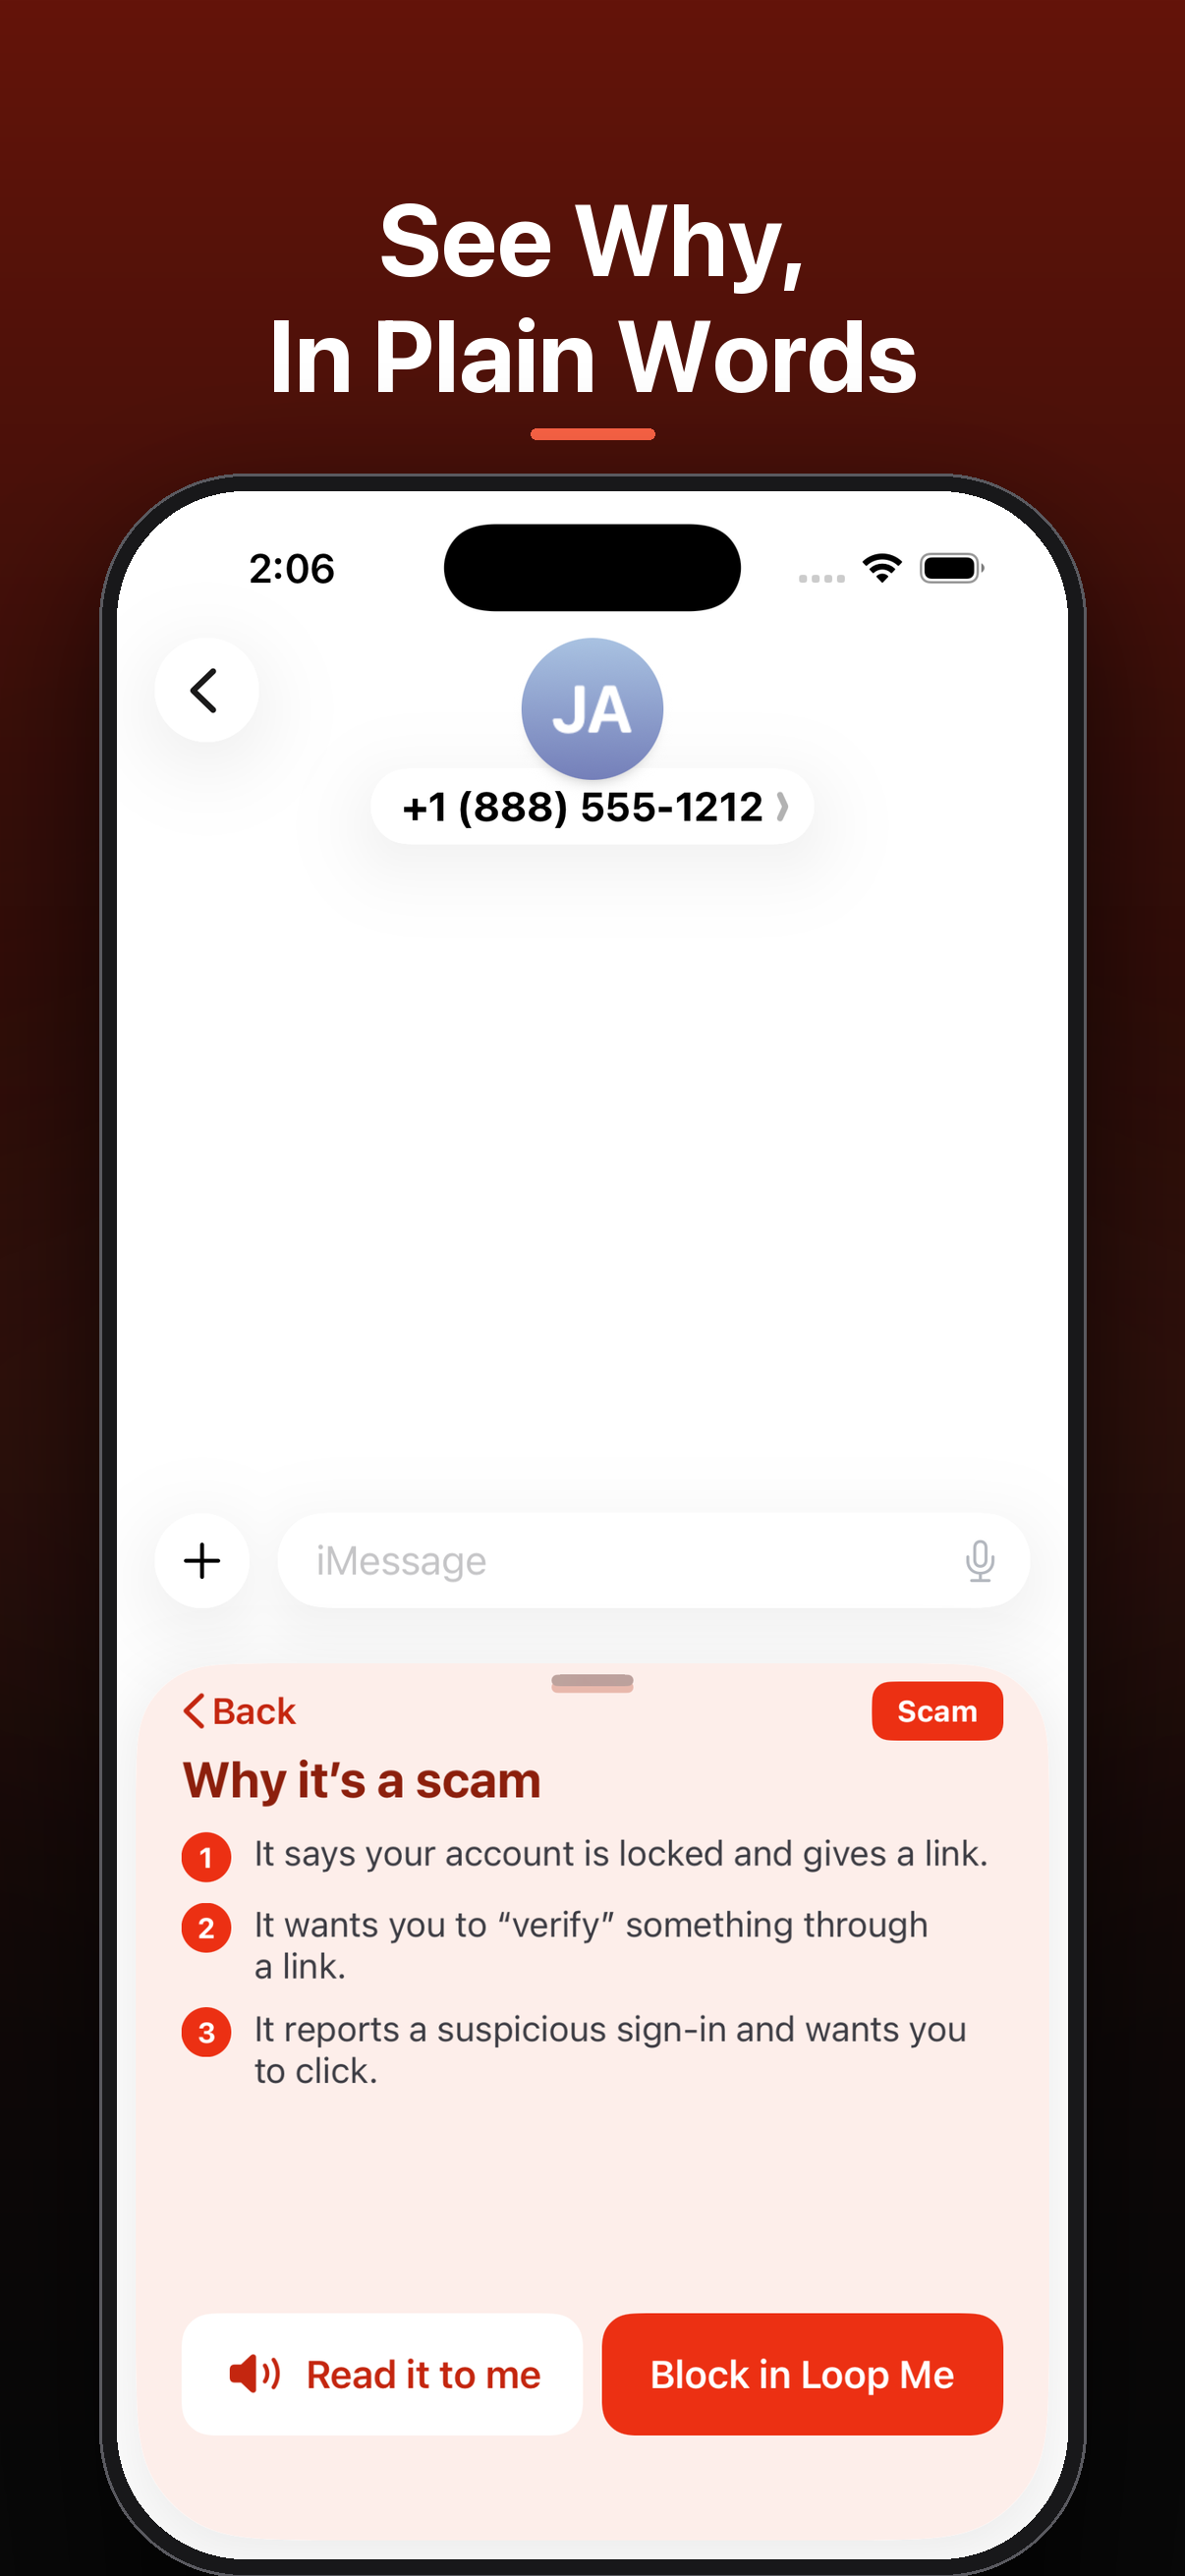 See Why,
In Plain Words
2:06
JA
+1 (888) 555-1212
iMessage
Back
Scam
Why it’s a scam
1 It says your account is locked and gives a link.
2 It wants you to “verify” something through
a link.
3 It reports a suspicious sign-in and wants you
to click.
Read it to me
Block in Loop Me